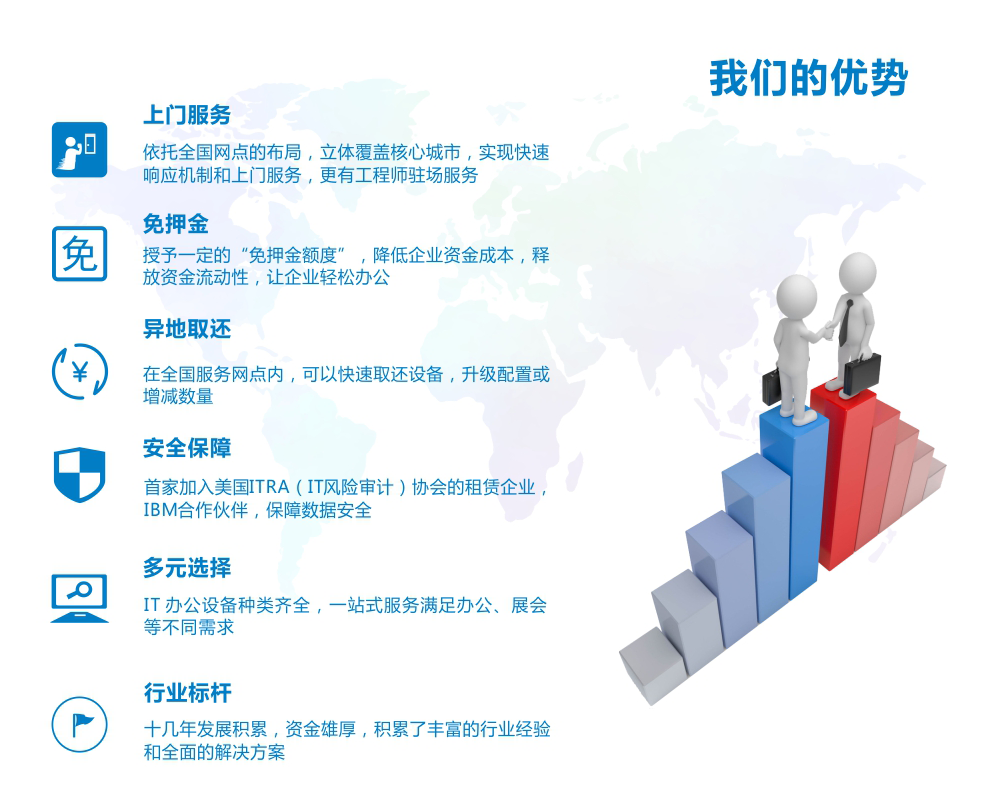 我们的优势
上门服务
依托全国网点的布局，立体覆盖核心城市，实现快速
响应机制和上门服务，更有工程师驻场服务
免
免押金
授予一定的“免押金额度”，降低企业资金成本，释
放资金流动性，让企业轻松办公
¥
异地取还
在全国服务网点内，可以快速取还设备，升级配置或
增减数量
安全保障
首家加入美国ITRA（IT风险审计）协会的租赁企业，
IBM合作伙伴，保障数据安全
多元选择
IT 办公设备种类齐全，一站式服务满足办公、展会
等不同需求
行业标杆
十几年发展积累，资金雄厚，积累了丰富的行业经验
和全面的解决方案